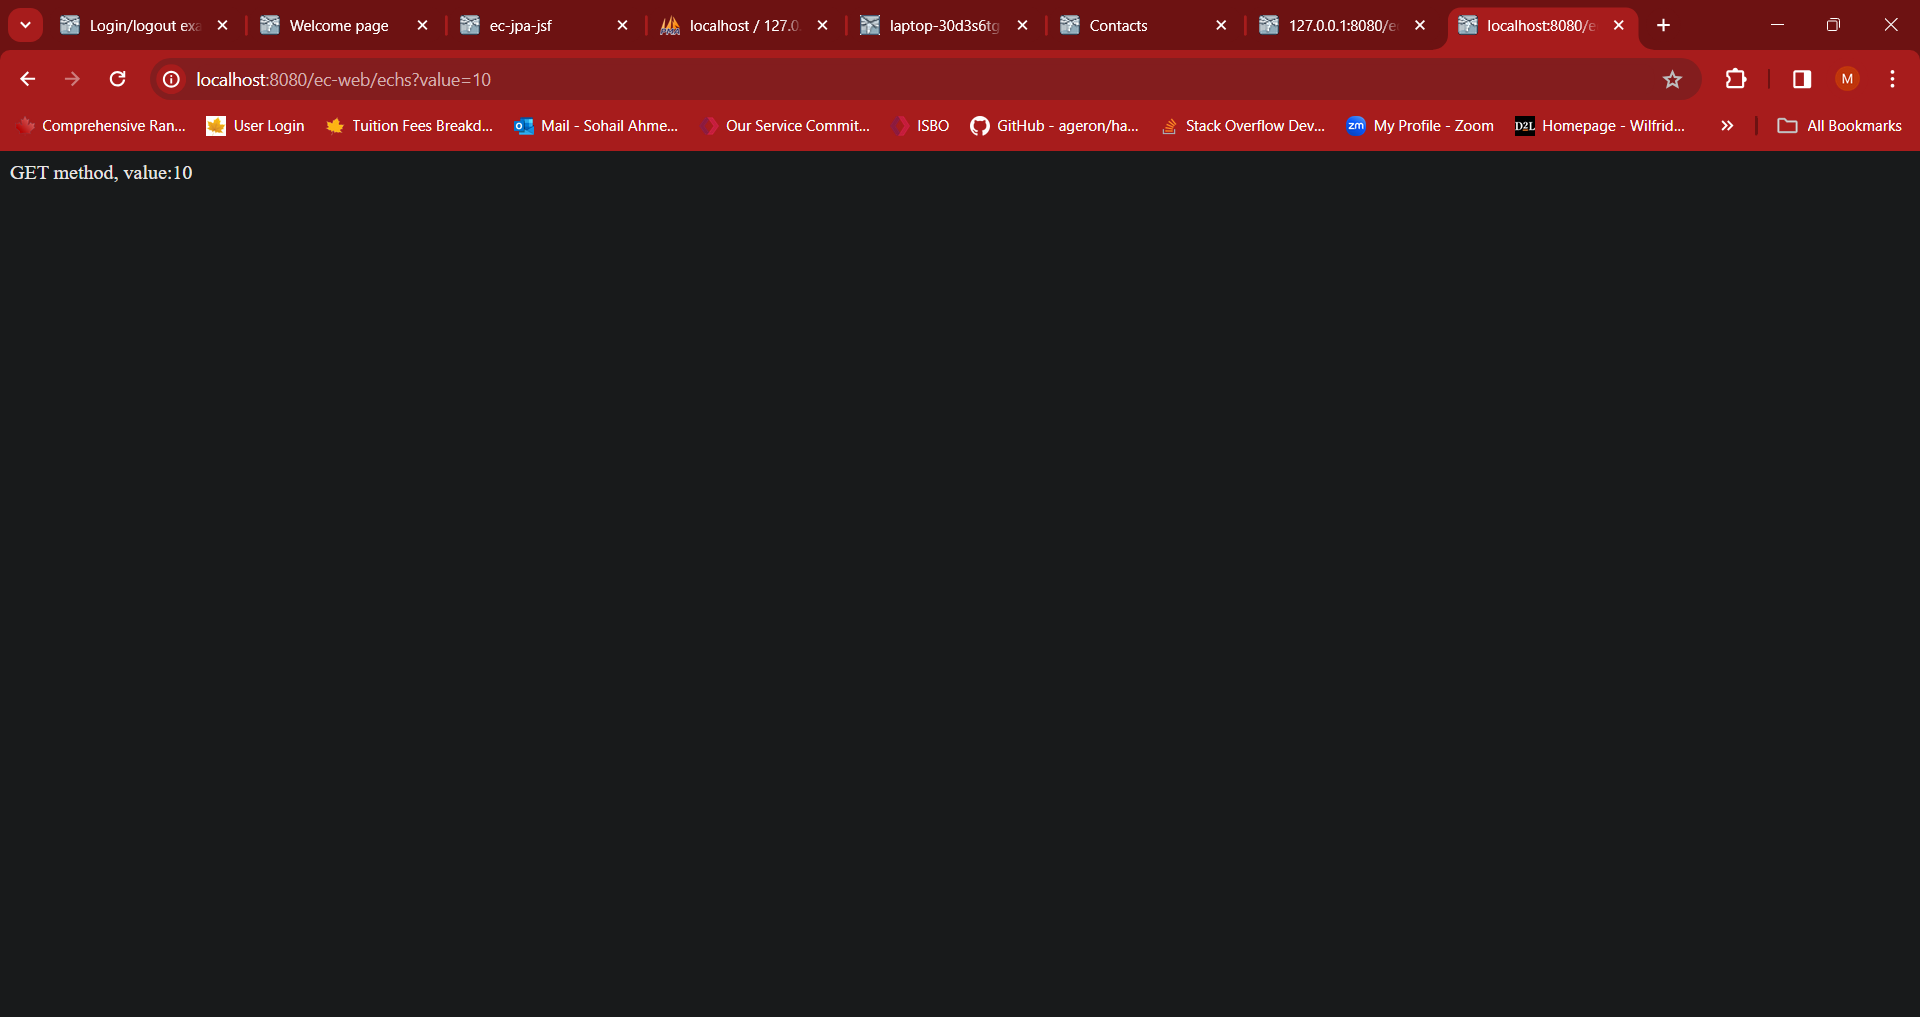 Login/logout exa
Welcome page
ec-jpa-jsf
localhost / 127.0.
laptop-30d3s6tg
Contacts
127.0.0.1:8080/e
localhost:8080/e
localhost:8080/ec-web/echs?value=10
M
Comprehensive Ran...
User Login
Tuition Fees Breakd...
Mail - Sohail Ahme...
Our Service Commit...
ISBO
GitHub - ageron/ha...
Stack Overflow Dev...
zm
My Profile - Zoom
D2L
Homepage - Wilfrid...
All Bookmarks
GET method, value:10